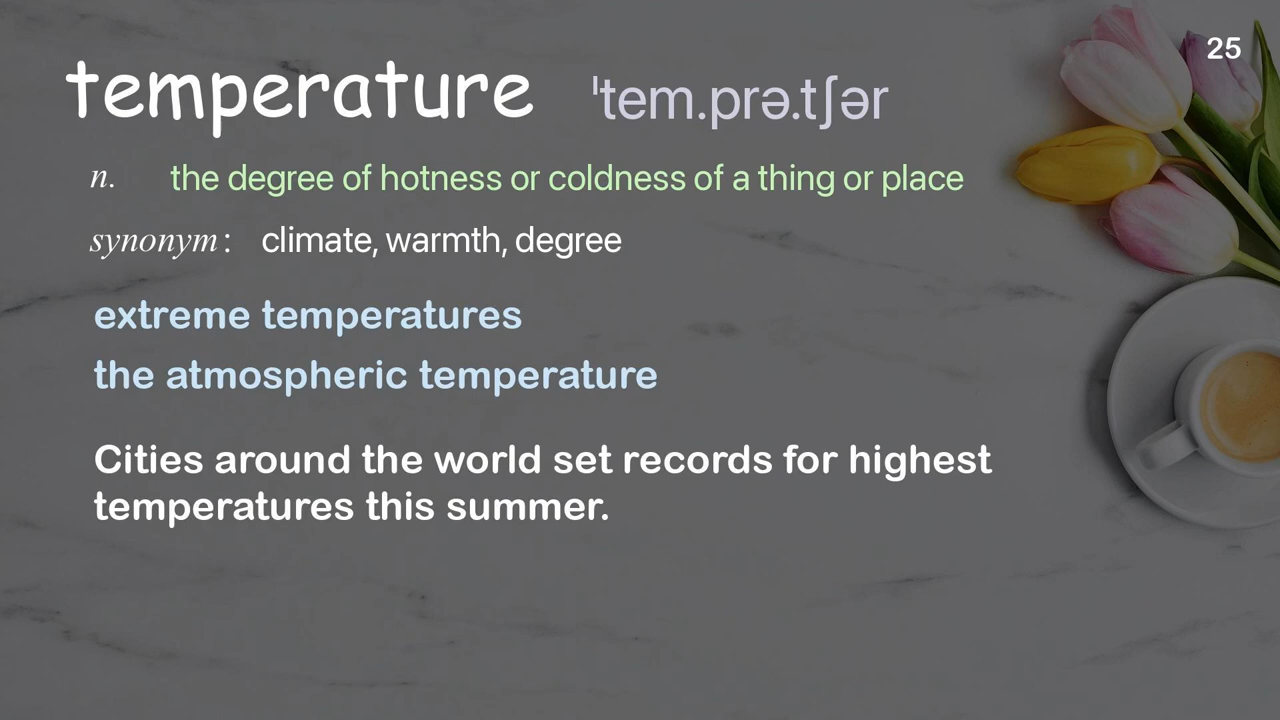 25
temperature ˈtem.prə.tʃər
n. the degree of hotness or coldness of a thing or place
synonym: climate, warmth, degree
extreme temperatures
the atmospheric temperature
Cities around the world set records for highest
temperatures this summer.